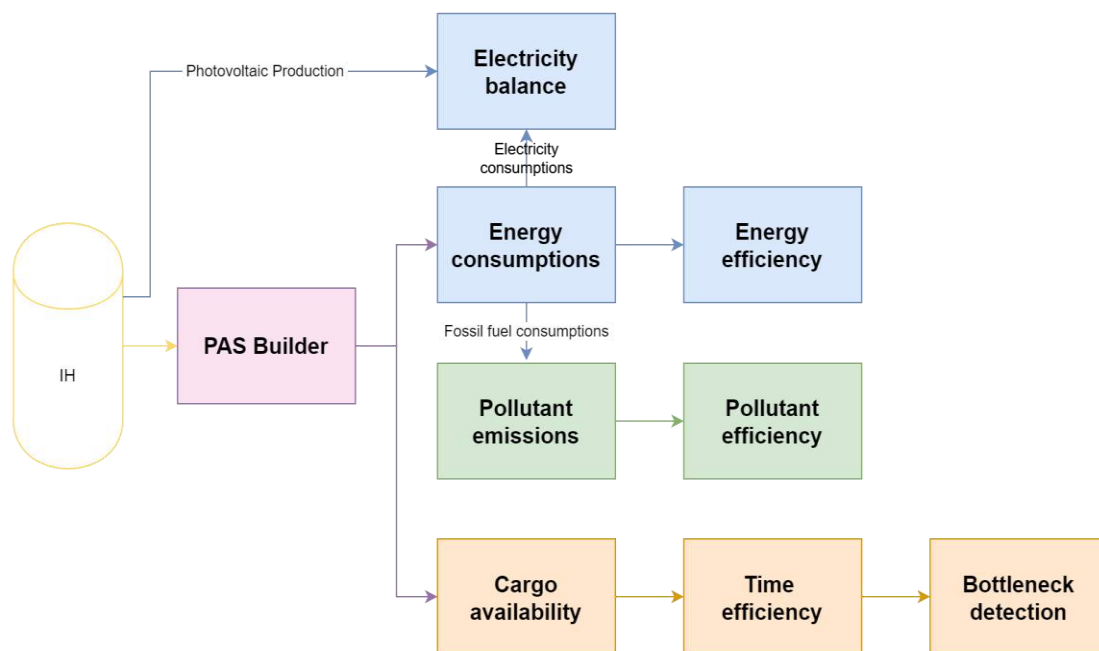 Electricity
balance
Photovoltaic Production
Electricity
consumptions
Energy
consumptions
Energy
efficiency
IH
PAS Builder
Fossil fuel consumptions
Pollutant
emissions
Pollutant
efficiency
Cargo
availability
Time
efficiency
Bottleneck
detection